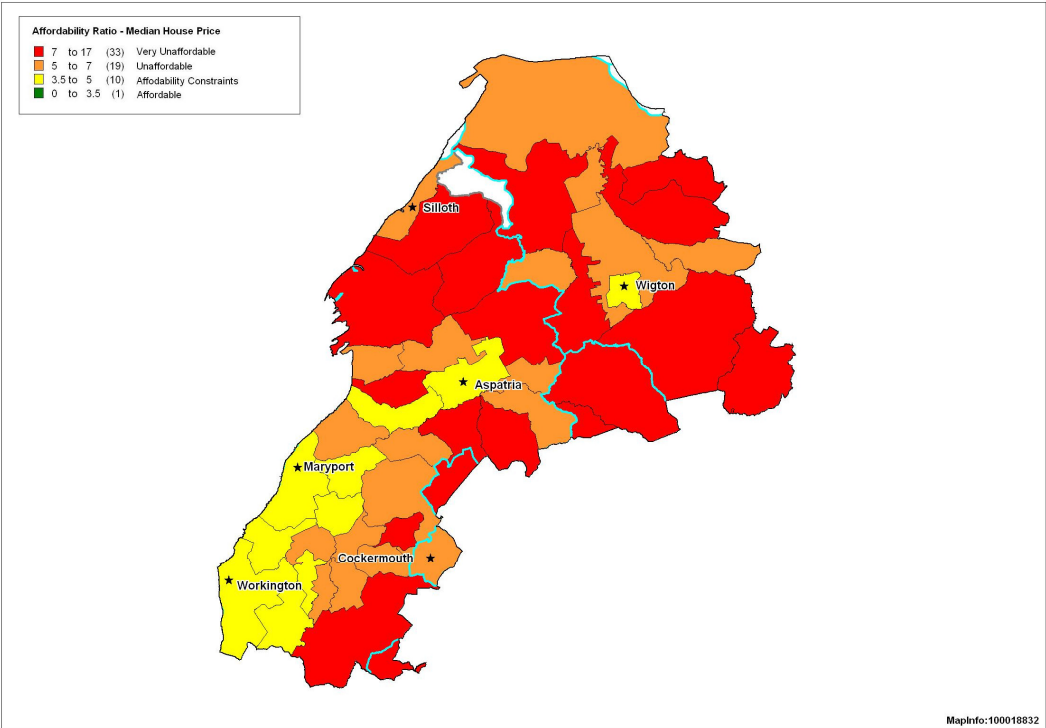 Affordability Ratio - Median House Price
7 to 17 (33) Very Unaffordable
5 to 7 (19) Unaffordable
3.5 to 5 (10) Affodability Constraints
0 to 3.5 (1) Affordable
Silloth
Wigton
Aspatria
Maryport
Cockermouth
Workington
MapInfo:100018832